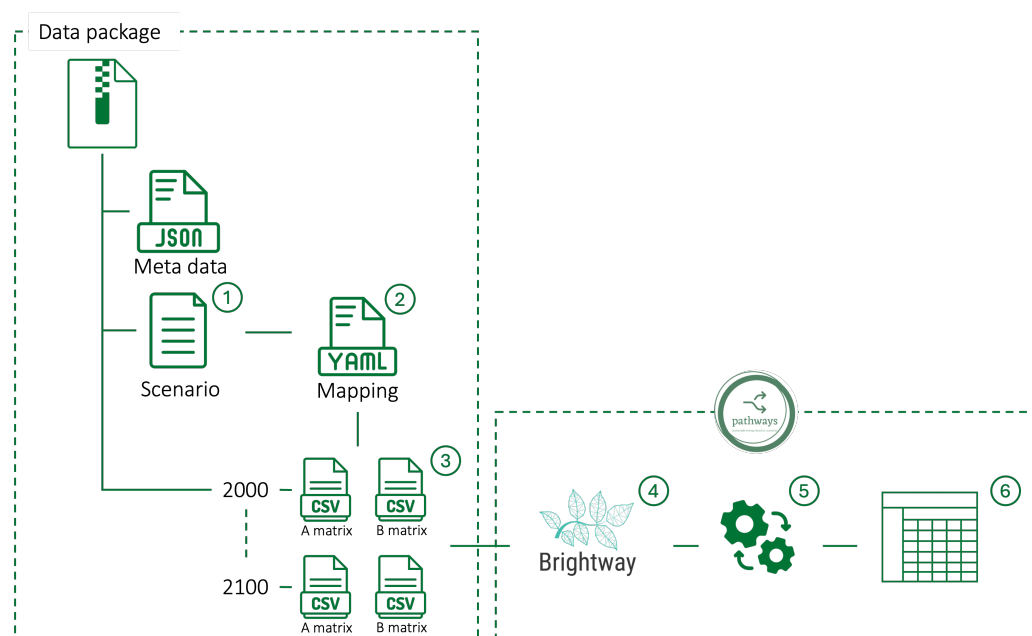 Data package
JSON
Meta data
1
2
YAML
Scenario
Mapping
pathways
3
2000
CSV
CSV
A matrix
B matrix
4
5
6
Brightway
2100
CSV
CSV
A matrix
B matrix